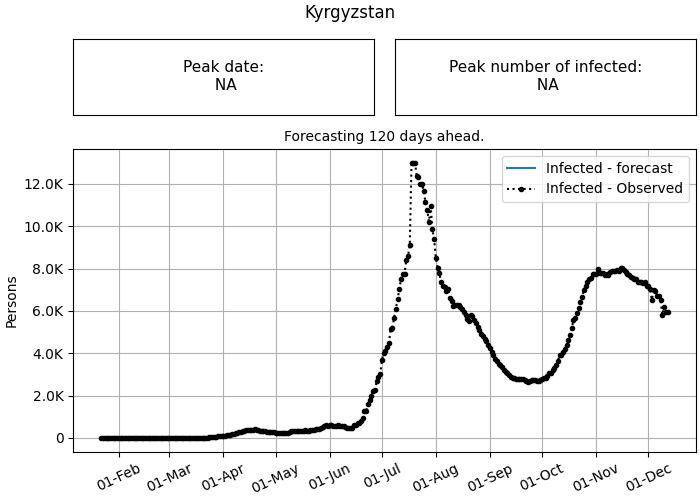 Kyrgyzstan
Peak date:
NA
Peak number of infected:
NA
Forecasting 120 days ahead.
Infected - forecast
Infected - Observed
Persons
12.0K
10.0K
8.0K
6.0K
4.0K
2.0K
0
01-Feb
01-Mar
01-Apr
01-May
01-Jun
01-Jul
01-Aug
01-Sep
01-Oct
01-Nov
01-Dec